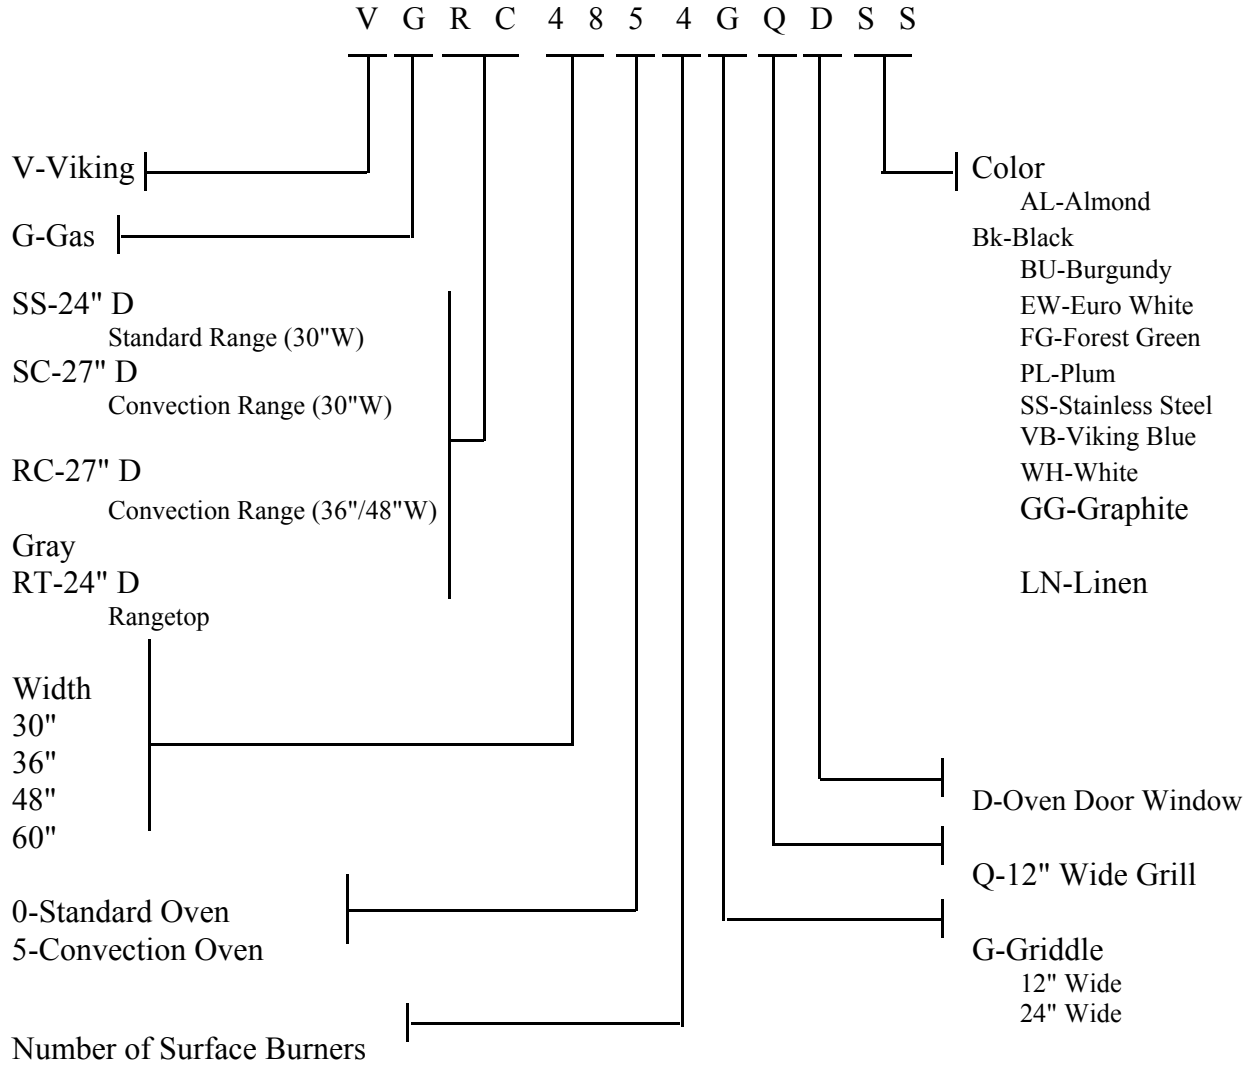 V G R C 4 8 5 4 G Q D S S
V-Viking
G-Gas
SS-24" D
Standard Range (30"W)
SC-27" D
Convection Range (30"W)
RC-27" D
Convection Range (36"/48"W)
Gray
RT-24" D
Rangetop
Width
30"
36"
48"
60"
0-Standard Oven
5-Convection Oven
Number of Surface Burners
Color
AL-Almond
Bk-Black
BU-Burgundy
EW-Euro White
FG-Forest Green
PL-Plum
SS-Stainless Steel
VB-Viking Blue
WH-White
GG-Graphite
LN-Linen
D-Oven Door Window
Q-12" Wide Grill
G-Griddle
12" Wide
24" Wide